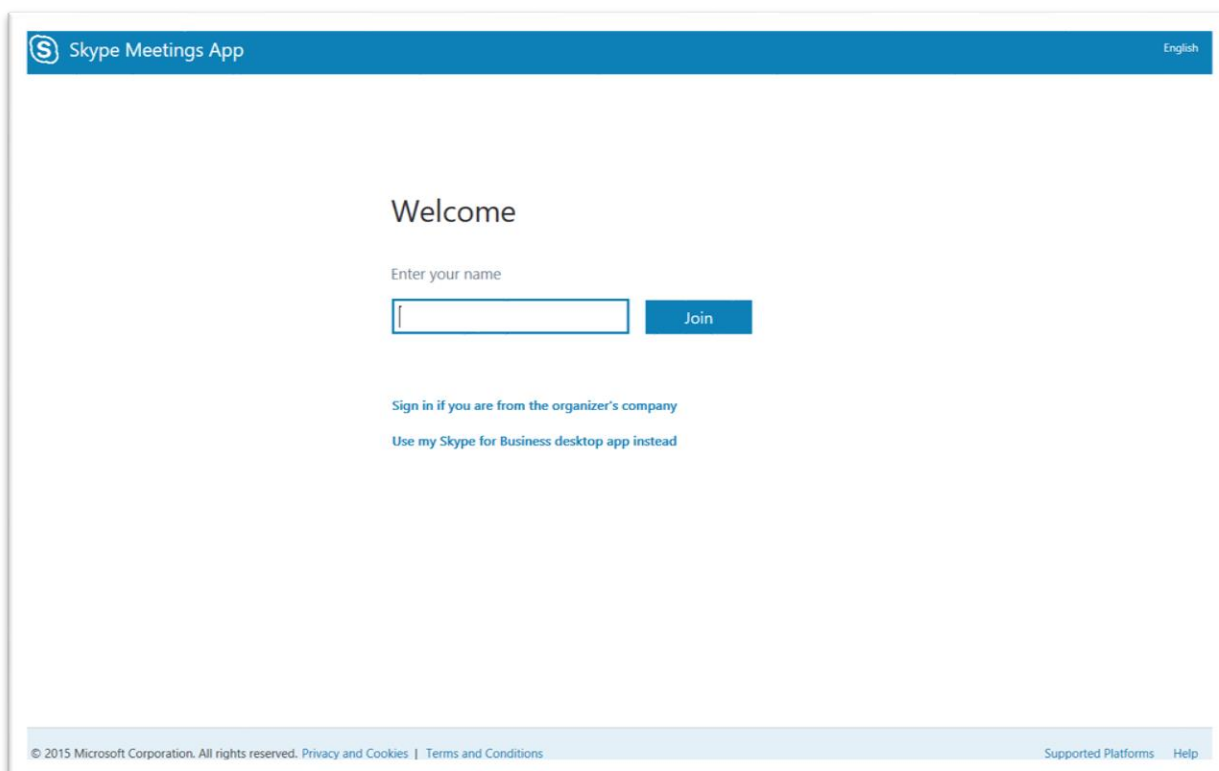 Skype Meetings App
English
Welcome
Enter your name
Join
Sign in if you are from the organizer's company
Use my Skype for Business desktop app instead
© 2015 Microsoft Corporation. All rights reserved. Privacy and Cookies | Terms and Conditions
Supported Platforms Help